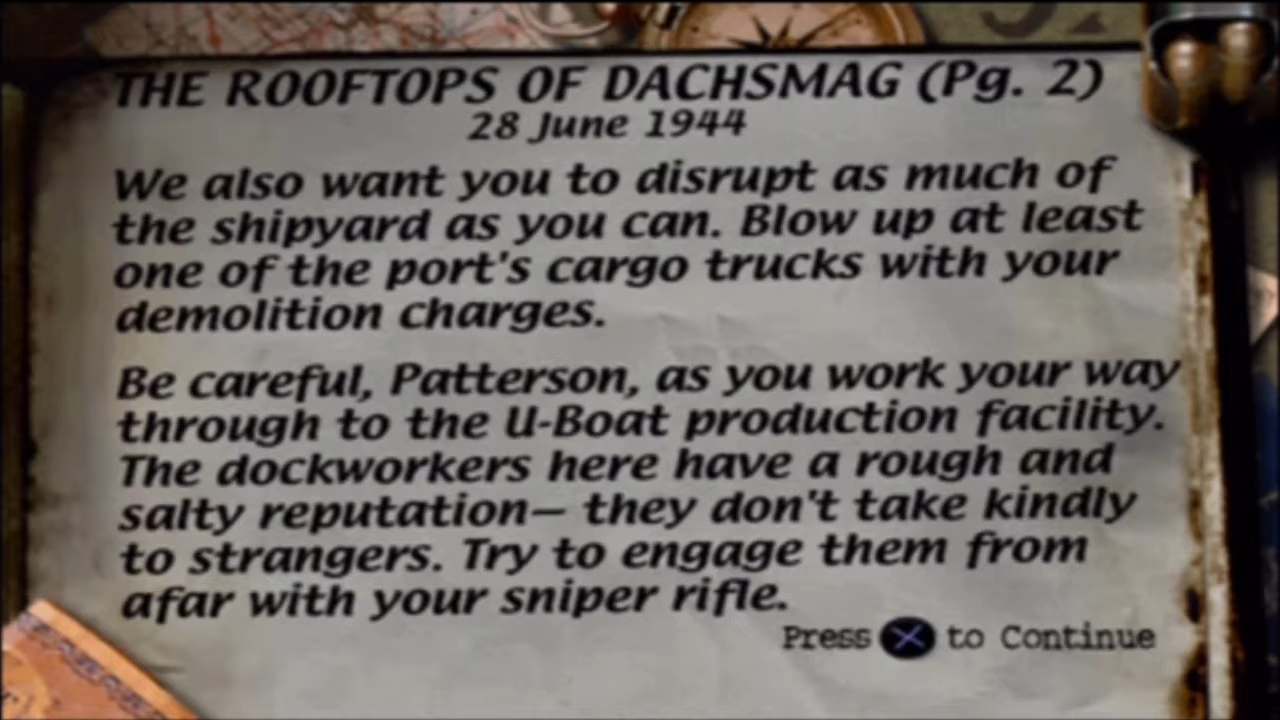 THE ROOFTOPS OF DACHSMAG (Pg. 2)
28 June 1944
We also want you to disrupt as much of
the shipyard as you can. Blow up at least
one of the port's cargo trucks with your
demolition charges.
Be careful, Patterson, as you work your way
through to the U-Boat production facility.
The dockworkers here have a rough and
salty reputation— they don't take kindly
to strangers. Try to engage them from
afar with your sniper rifle.
Press X to Continue